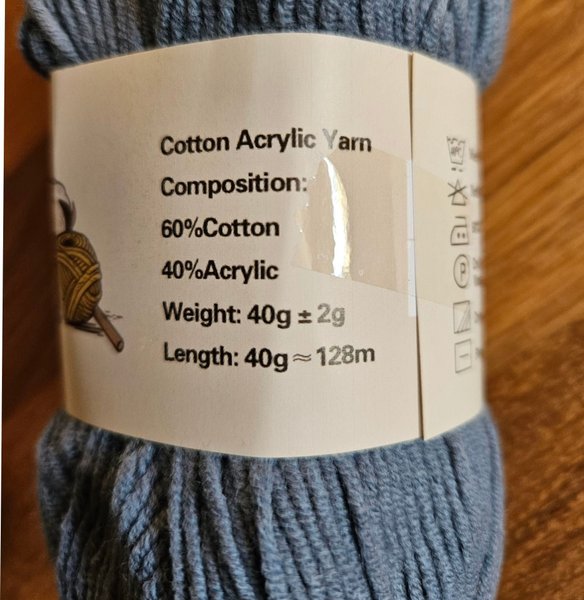 Cotton Acrylic Yarn
Composition:
60%Cotton
40%Acrylic
Weight: 40g ± 2g
Length: 40g ≈ 128m